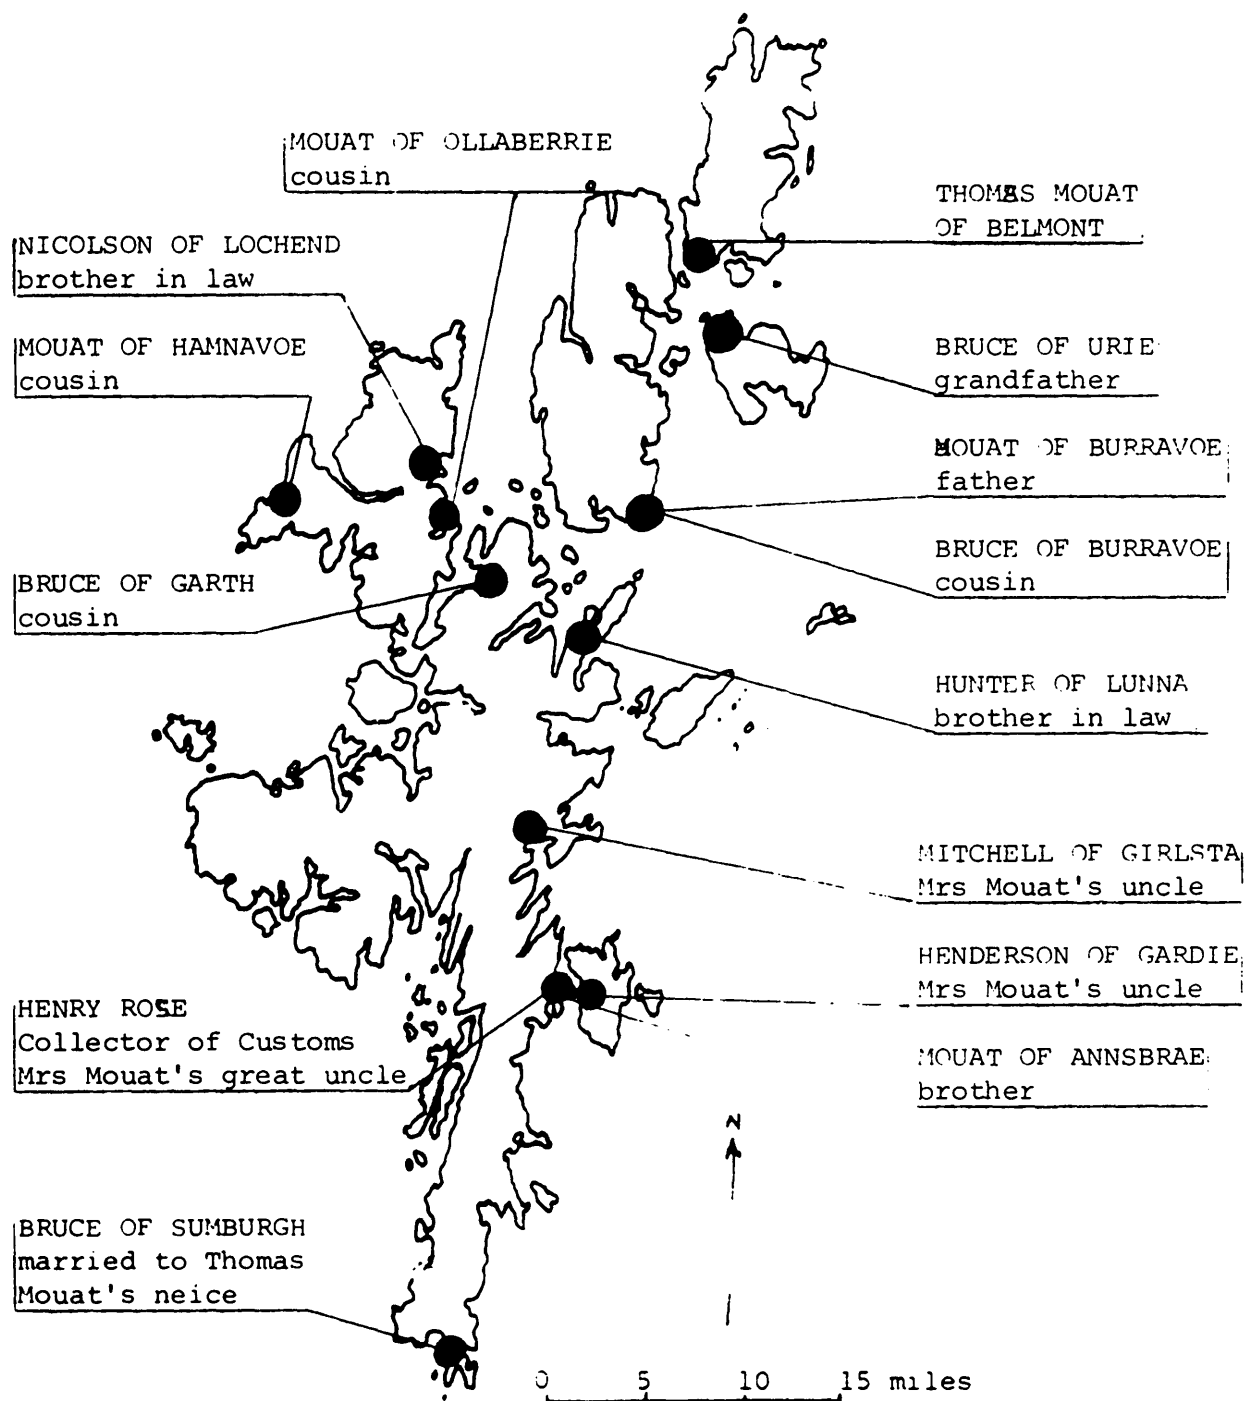 MOUAT OF OLLABERRIE
cousin
THOMAS MOUAT
OF BELMONT
NICOLSON OF LOCHEND
brother in law
MOUAT OF HAMNAVOE
cousin
BRUCE OF URIE
grandfather
MOUAT OF BURRAVOE
father
BRUCE OF BURRAVOE
cousin
BRUCE OF GARTH
cousin
HUNTER OF LUNNA
brother in law
MITCHELL OF GIRLSTA
Mrs Mouat's uncle
HENDERSON OF GARDIE
Mrs Mouat's uncle
HENRY ROSE
Collector of Customs
Mrs Mouat's great uncle
MOUAT OF ANNSBRAE
brother
N
BRUCE OF SUMBURGH
married to Thomas
Mouat's neice
0 5 10 15 miles